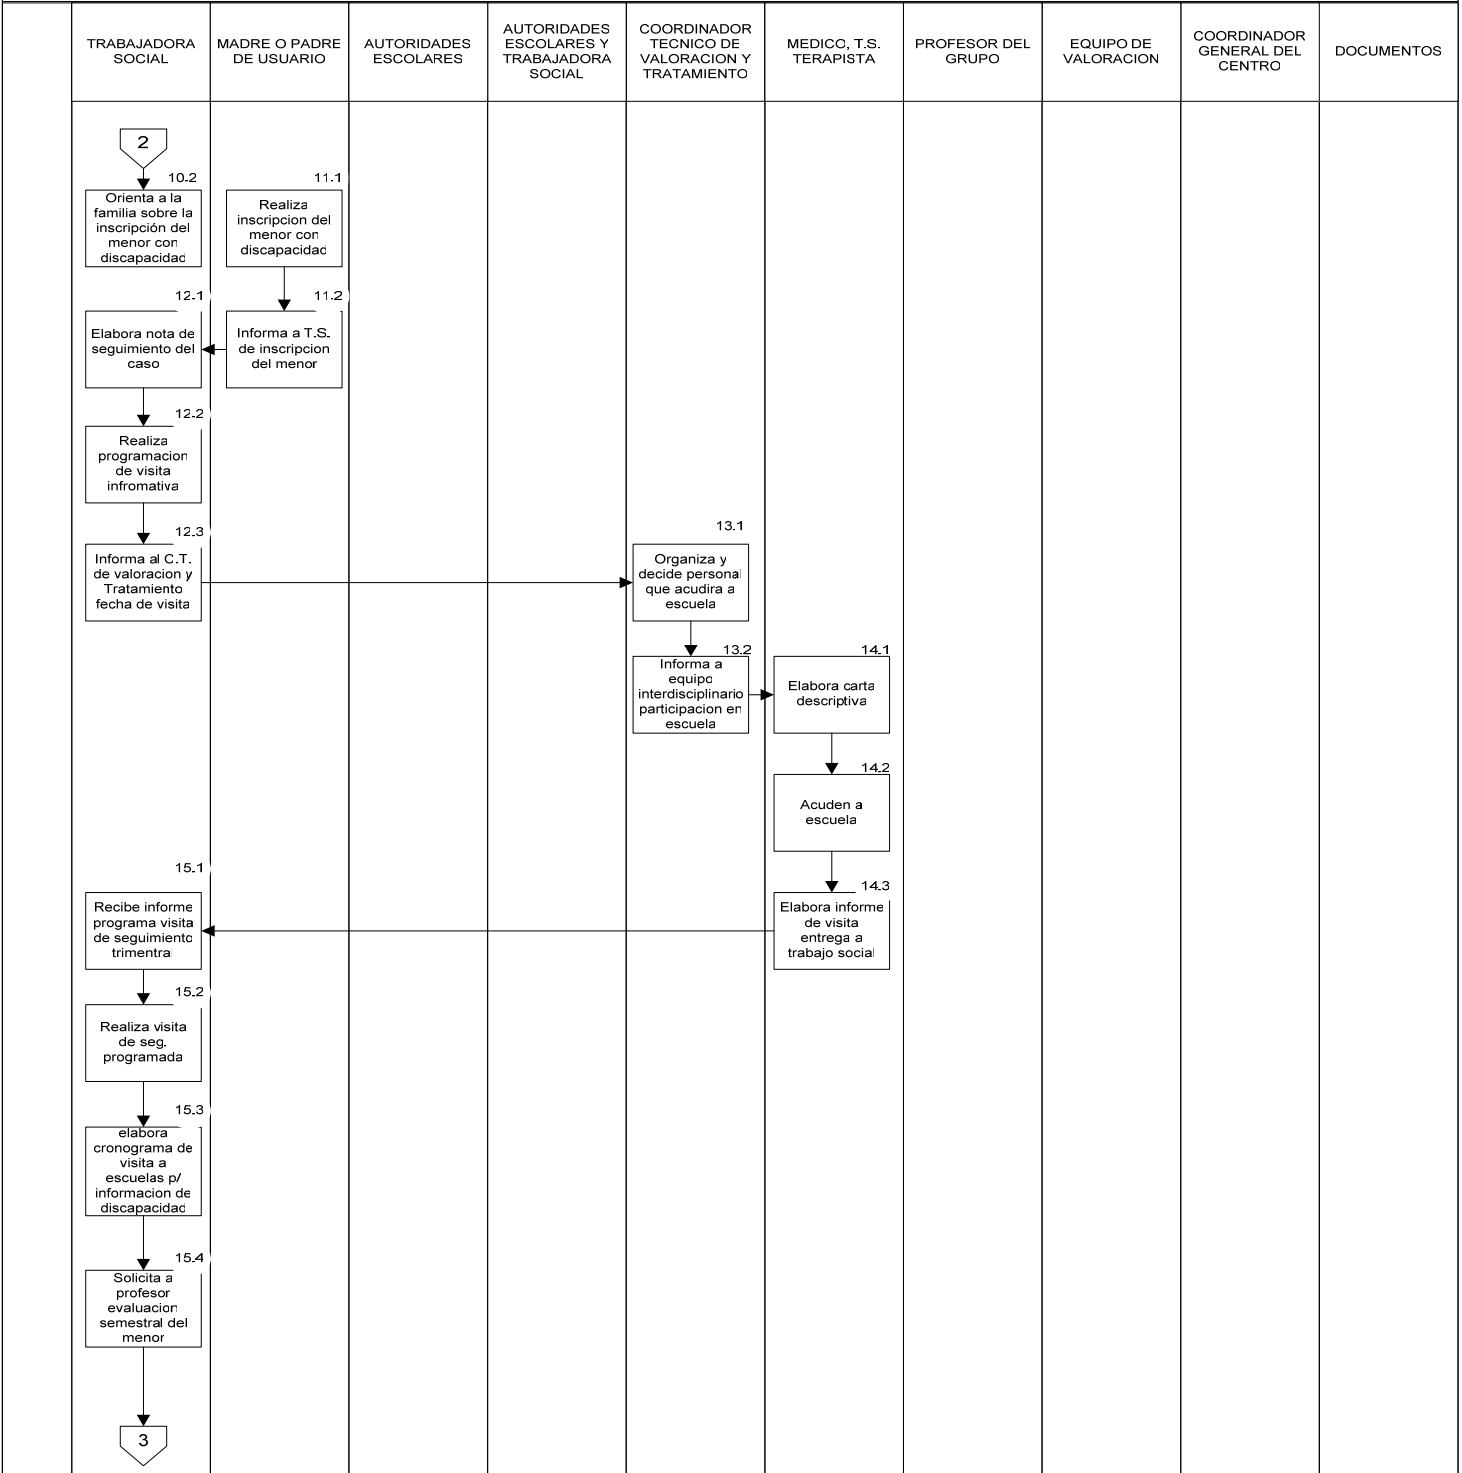 TRABAJADORA
SOCIAL
MADRE O PADRE
DE USUARIO
AUTORIDADES
ESCOLARES
AUTORIDADES
ESCOLARES Y
TRABAJADORA
SOCIAL
COORDINADOR
TECNICO DE
VALORACION Y
TRATAMIENTO
MEDICO, T.S.
TERAPISTA
PROFESOR DEL
GRUPO
EQUIPO DE
VALORACION
COORDINADOR
GENERAL DEL
CENTRO
DOCUMENTOS
2
10.2
Orienta a la
familia sobre la
inscripción del
menor con
discapacidad
11.1
Realiza
inscripcion del
menor con
discapacidad
11.2
Informa a T.S.
de inscripcion
del menor
12.1
Elabora nota de
seguimiento del
caso
12.2
Realiza
programacion
de visita
infromativa
12.3
Informa al C.T.
de valoracion y
Tratamiento
fecha de visita
13.1
Organiza y
decide personal
que acudira a
escuela
13.2
Informa a
equipo
interdisciplinario
participacion en
escuela
14.1
Elabora carta
descriptiva
14.2
Acuden a
escuela
14.3
Elabora informe
de visita
entrega a
trabajo social
15.1
Recibe informe
programa visita
de seguimiento
trimentral
15.2
Realiza visita
de seg.
programada
15.3
elabora
cronograma de
visita a
escuelas p/
informacion de
discapacidad
15.4
Solicita a
profesor
evaluacion
semestral del
menor
3